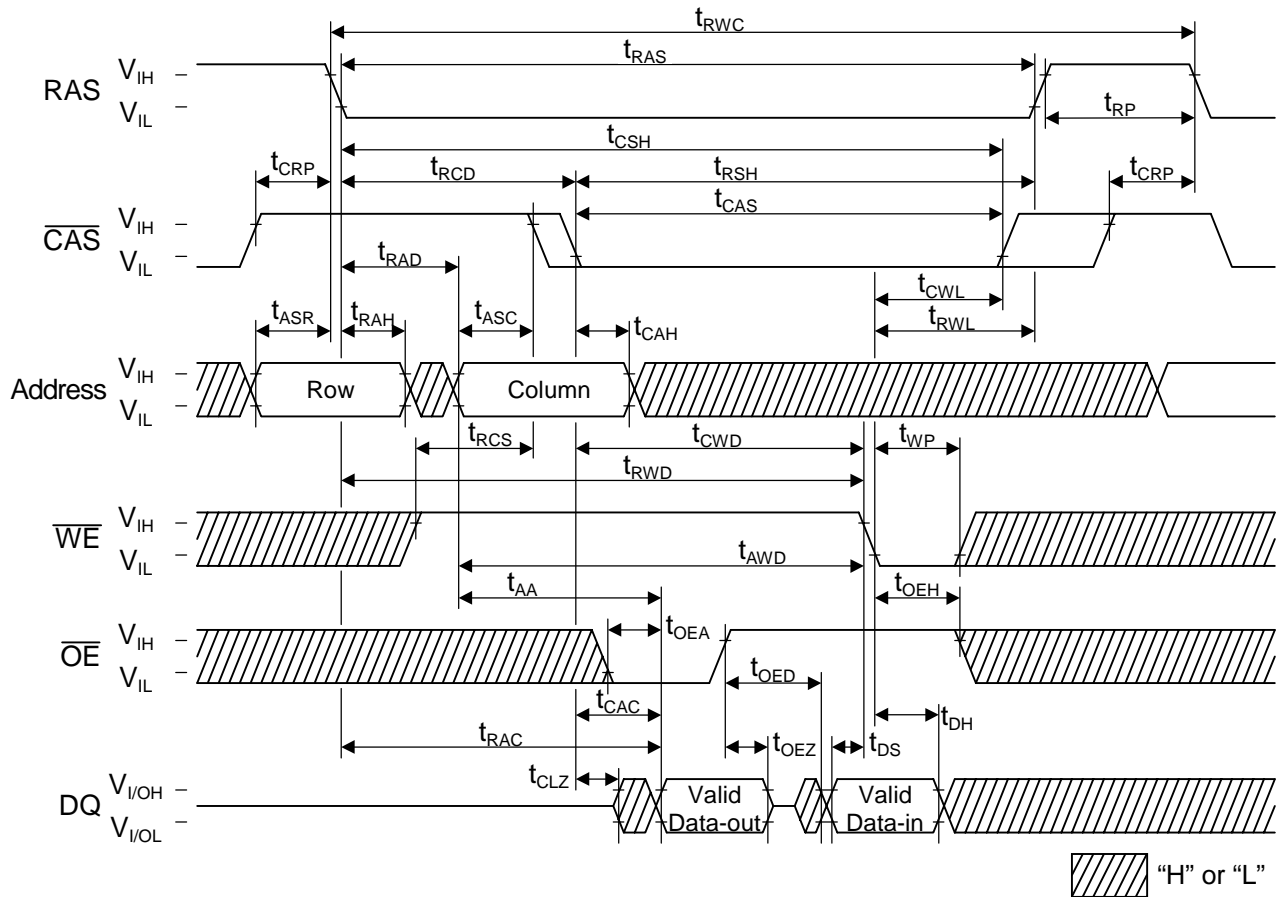 tRWC
tRAS
RAS VIH
VIL
tRP
tCSH
tCRP tRCD tRSH tCRP
tCAS
CAS VIH
VIL
tRAD
tCWL
tASR tRAH tASC tCAH tRWL
Address VIH
VIL
Row Column
tRCS tCWD tWP
tRWD
WE VIH
VIL
tAWD
tAA tOEH
tOEA
OE VIH
VIL
tOED
tCAC tDH
tRAC tOEZ tDS
tCLZ
DQ VI/OH
VI/OL
Valid Data-out
Valid Data-in
“H” or “L”